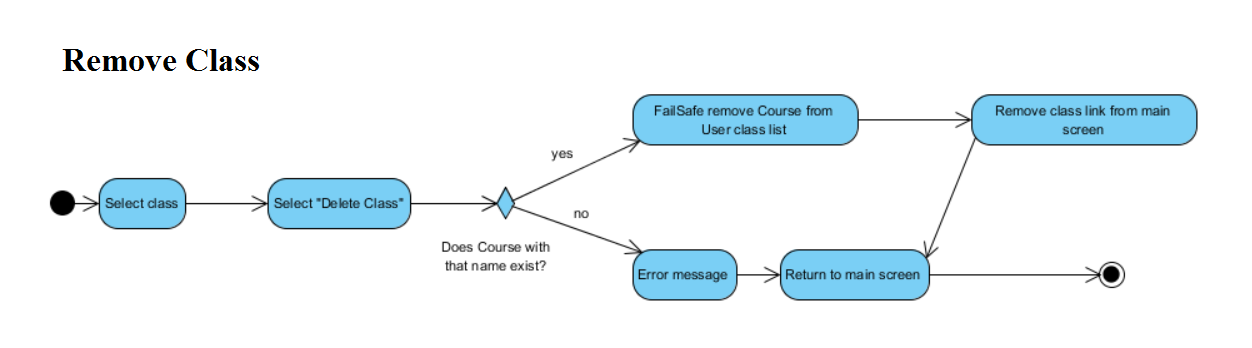 Remove Class
FailSafe remove Course from
User class list
Remove class link from main
screen
yes
Select class
Select "Delete Class"
no
Does Course with
that name exist?
Error message
Return to main screen